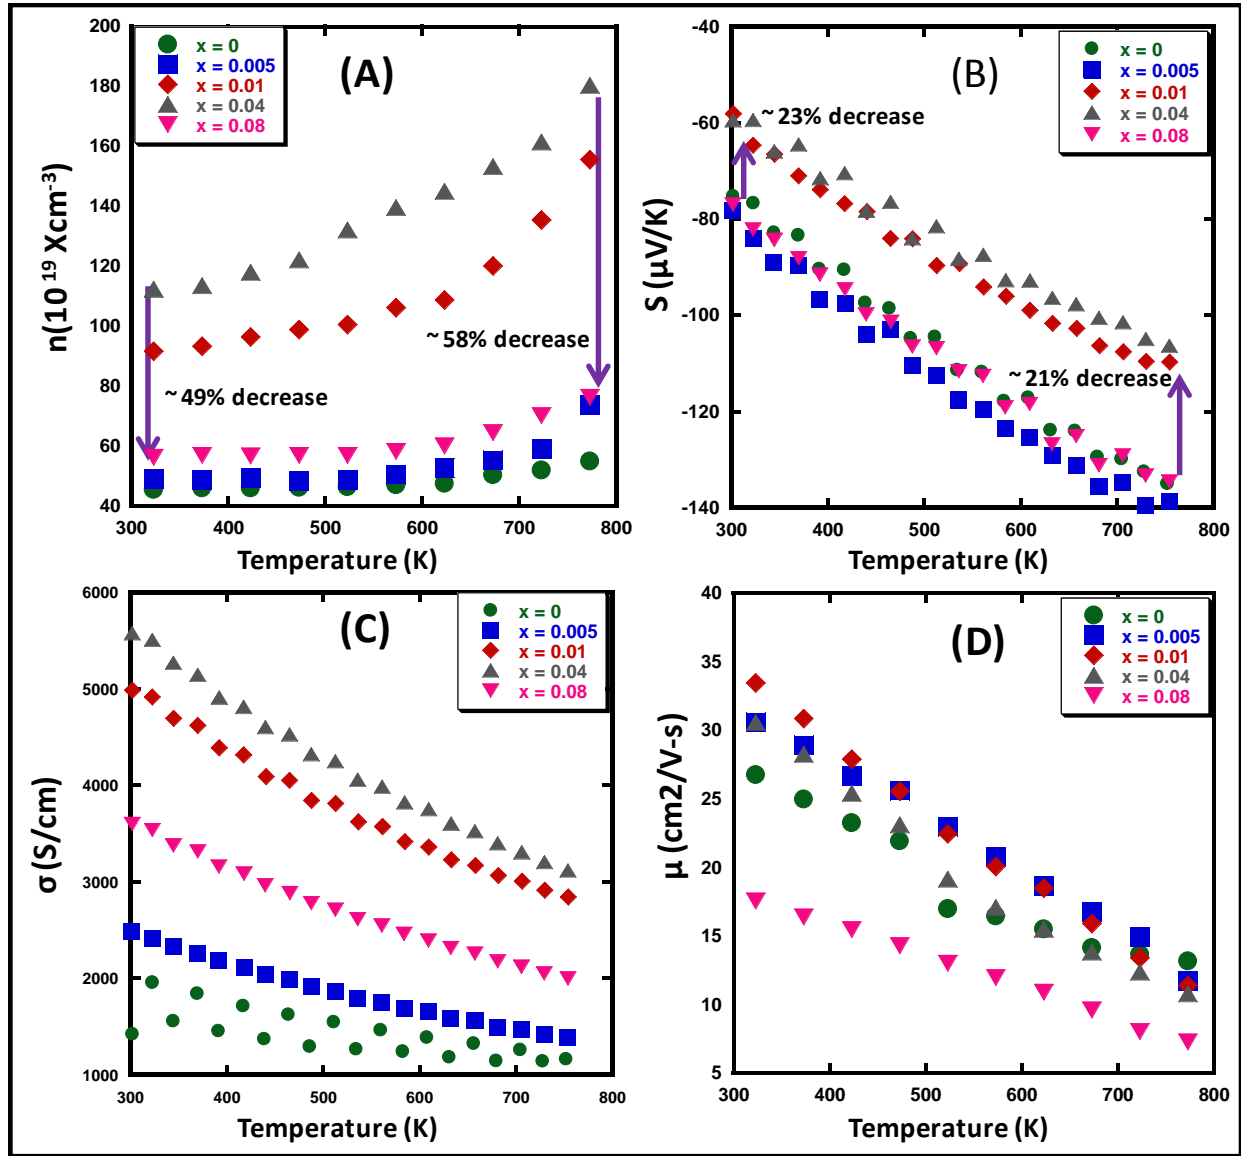 (A)
x = 0
x = 0.005
x = 0.01
x = 0.04
x = 0.08
200
180
160
140
120
100
80
60
40
300
400
500
600
700
800
n(10 19 Xcm-3)
Temperature (K)
~ 49% decrease
~ 58% decrease
(B)
x = 0
x = 0.005
x = 0.01
x = 0.04
x = 0.08
-40
-60
-80
-100
-120
-140
300
400
500
600
700
800
S (μV/K)
Temperature (K)
~ 23% decrease
~ 21% decrease
(C)
x = 0
x = 0.005
x = 0.01
x = 0.04
x = 0.08
6000
5000
4000
3000
2000
1000
300
400
500
600
700
800
σ (S/cm)
Temperature (K)
(D)
x = 0
x = 0.005
x = 0.01
x = 0.04
x = 0.08
40
35
30
25
20
15
10
5
300
400
500
600
700
800
μ (cm2/V-s)
Temperature (K)